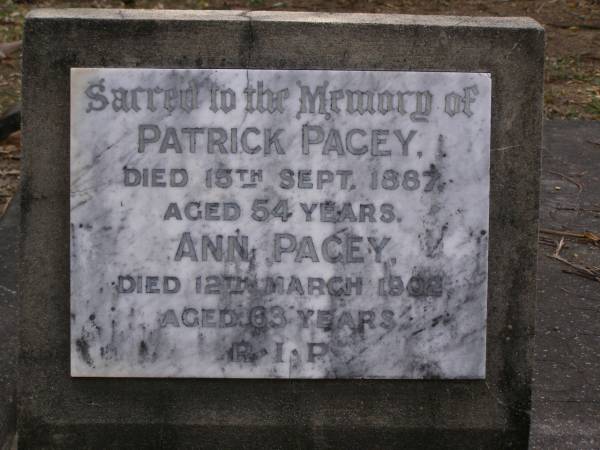 Sacred to the Memory of
PATRICK PACEY,
DIED 15TH SEPT. 1887,
AGED 54 YEARS.
ANN PACEY,
DIED 12TH MARCH 1902
AGED 63 YEARS
R.I.P.